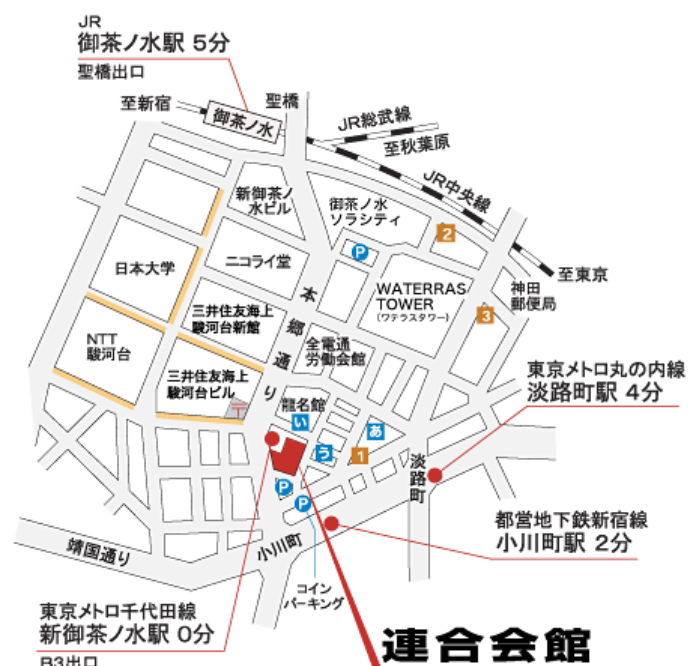 JR
御茶ノ水駅 5分
聖橋出口
至新宿
御茶ノ水
聖橋
JR総武線
至秋葉原
JR中央線
至東京
新御茶ノ
水ビル
御茶ノ水
ソラシティ
2
P
日本大学
ニコライ堂
本郷通り
WATERRAS
TOWER
(ワテラスタワー)
神田
郵便局
3
三井住友海上
駿河台新館
NTT
駿河台
全電通
労働会館
三井住友海上
駿河台ビル
〒
龍名館
い
あ
う
1
東京メトロ丸の内線
淡路町駅 4分
淡路町
P
P
都営地下鉄新宿線
小川町駅 2分
靖国通り
小川町
コイン
パーキング
東京メトロ千代田線
新御茶ノ水駅 0分
B3出口
連合会館